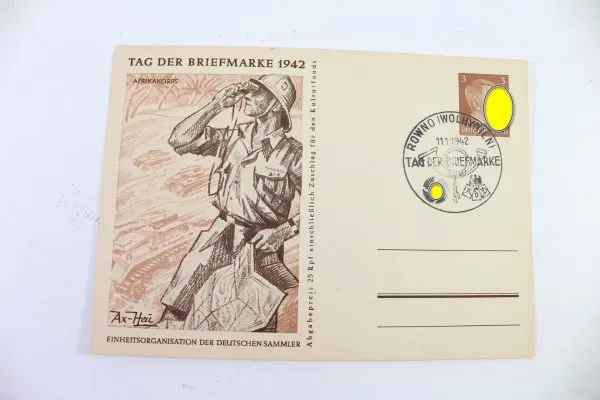 TAG DER BRIEFMARKE 1942
AFRIKAKORPS
Ax-Heu
EINHEITSORGANISATION DER DEUTSCHEN SAMMLER
Abgabepreis 25 Rpf einschließlich Zuschlag für den Kulturfonds
3 3
ROWNO (WOLHYNIEN)
11.1.1942
TAG DER BRIEFMARKE